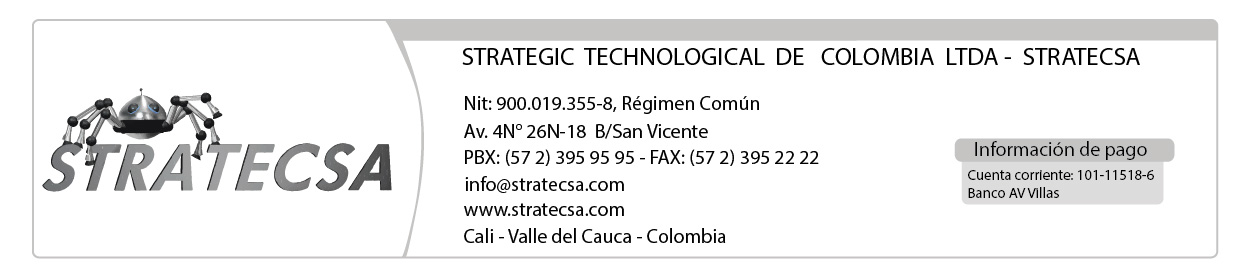 STRATECSA
STRATEGIC TECHNOLOGICAL DE COLOMBIA LTDA - STRATECSA
Nit: 900.019.355-8, Régimen Común
Av. 4N° 26N-18 B/San Vicente
PBX: (57 2) 395 95 95 - FAX: (57 2) 395 22 22
info@stratecsa.com
www.stratecsa.com
Cali - Valle del Cauca - Colombia
Información de pago
Cuenta corriente: 101-11518-6
Banco AV Villas